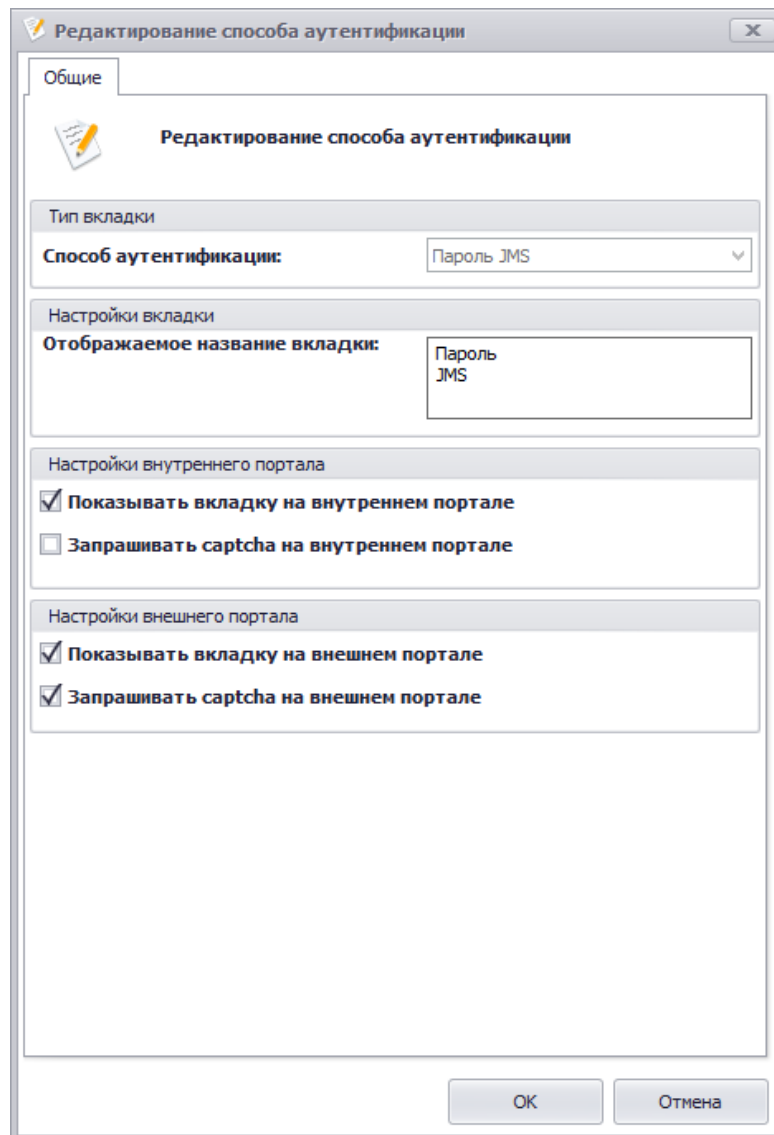 Редактирование способа аутентификации
Общие
Редактирование способа аутентификации
Тип вкладки
Способ аутентификации: Пароль JMS
Настройки вкладки
Отображаемое название вкладки: Пароль
JMS
Настройки внутреннего портала
Показывать вкладку на внутреннем портале
Запрашивать captcha на внутреннем портале
Настройки внешнего портала
Показывать вкладку на внешнем портале
Запрашивать captcha на внешнем портале
ОК Отмена